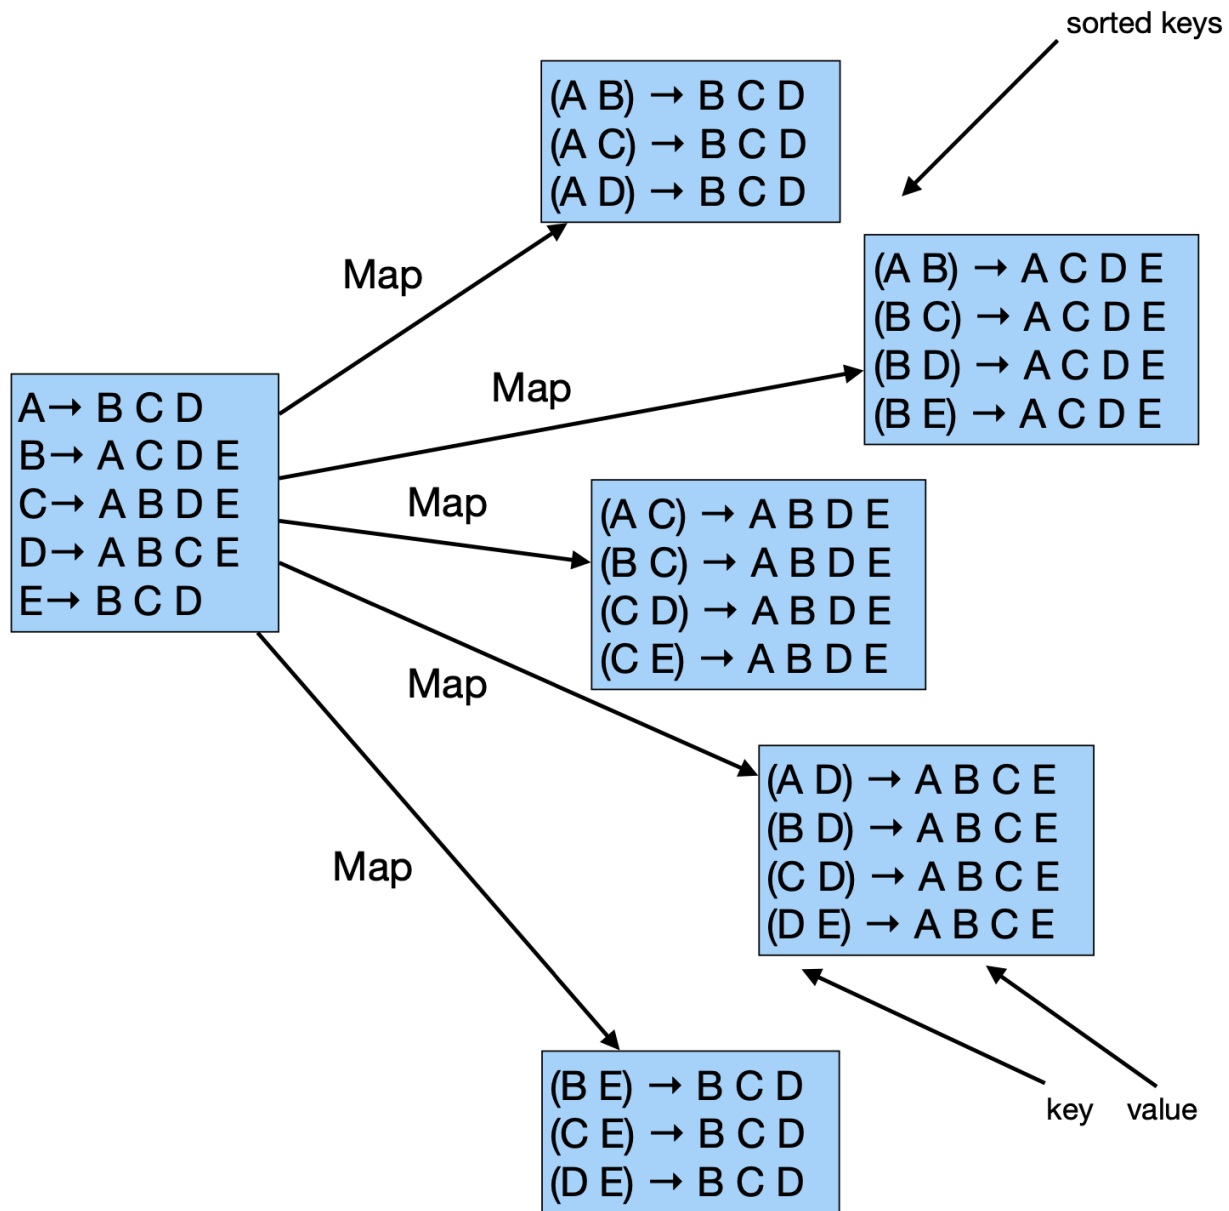 sorted keys
(A B) → B C D
(A C) → B C D
(A D) → B C D
Map
(A B) → A C D E
(B C) → A C D E
(B D) → A C D E
(B E) → A C D E
Map
A→ B C D
B→ A C D E
C→ A B D E
D→ A B C E
E→ B C D
Map
(A C) → A B D E
(B C) → A B D E
(C D) → A B D E
(C E) → A B D E
Map
(A D) → A B C E
(B D) → A B C E
(C D) → A B C E
(D E) → A B C E
Map
key value
(B E) → B C D
(C E) → B C D
(D E) → B C D